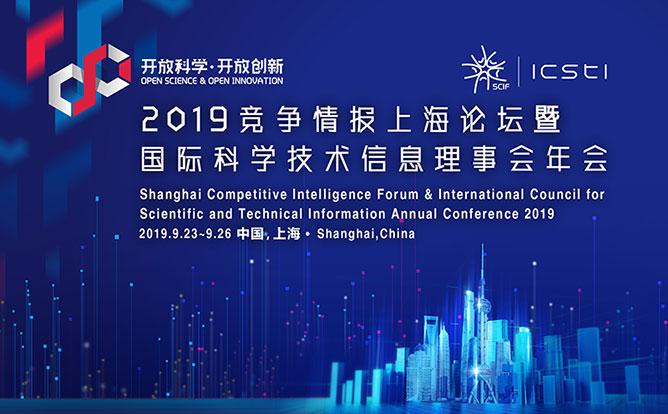 开放科学·开放创新
OPEN SCIENCE & OPEN INNOVATION
SCIF
ICSTI
2019竞争情报上海论坛暨
国际科学技术信息理事会年会
Shanghai Competitive Intelligence Forum & International Council for
Scientific and Technical Information Annual Conference 2019
2019.9.23~9.26 中国,上海· Shanghai,China